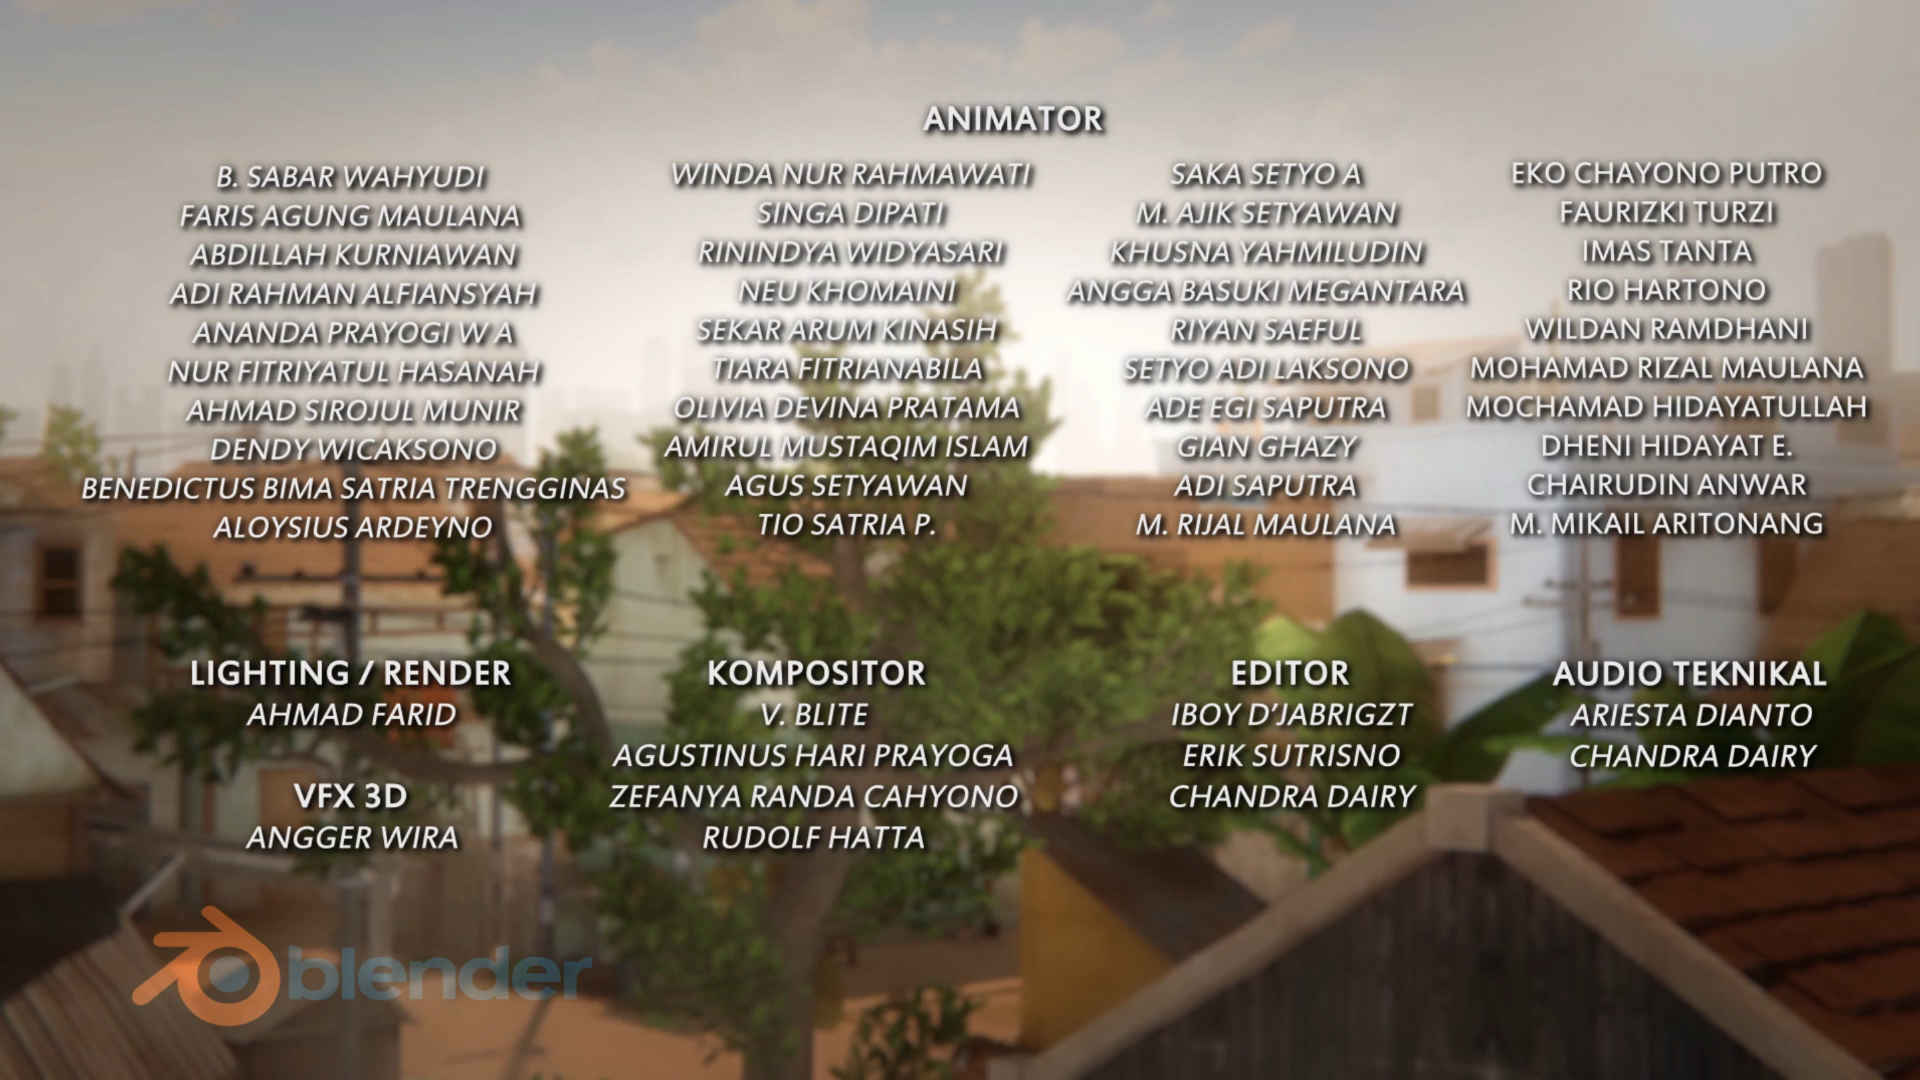 ANIMATOR
B. SABAR WAHYUDI
FARIS AGUNG MAULANA
ABDILLAH KURNIAWAN
ADI RAHMAN ALFIANSYAH
ANANDA PRAYOGI W A
NUR FITRIYATUL HASANAH
AHMAD SIROJUL MUNIR
DENDY WICAKSONO
BENEDICTUS BIMA SATRIA TRENGGINAS
ALOYSIUS ARDEYNO
WINDA NUR RAHMAWATI
SINGA DIPATI
RININDYA WIDYASARI
NEU KHOMAINI
SEKAR ARUM KINASIH
TIARA FITRIANABILA
OLIVIA DEVINA PRATAMA
AMIRUL MUSTAQIM ISLAM
AGUS SETYAWAN
TIO SATRIA P.
SAKA SETYO A
M. AJIK SETYAWAN
KHUSNA YAHMILUDIN
ANGGA BASUKI MEGANTARA
RIYAN SAEFUL
SETYO ADI LAKSONO
ADE EGI SAPUTRA
GIAN GHAZY
ADI SAPUTRA
M. RIJAL MAULANA
EKO CHAYONO PUTRO
FAURIZKI TURZI
IMAS TANTA
RIO HARTONO
WILDAN RAMDHANI
MOHAMAD RIZAL MAULANA
MOCHAMAD HIDAYATULLAH
DHENI HIDAYAT E.
CHAIRUDIN ANWAR
M. MIKAIL ARITONANG
LIGHTING / RENDER
AHMAD FARID
VFX 3D
ANGGER WIRA
KOMPOSITOR
V. BLITE
AGUSTINUS HARI PRAYOGA
ZEFANYA RANDA CAHYONO
RUDOLF HATTA
EDITOR
IBOY D'JABRIGZT
ERIK SUTRISNO
CHANDRA DAIRY
AUDIO TEKNIKAL
ARIESTA DIANTO
CHANDRA DAIRY
blender